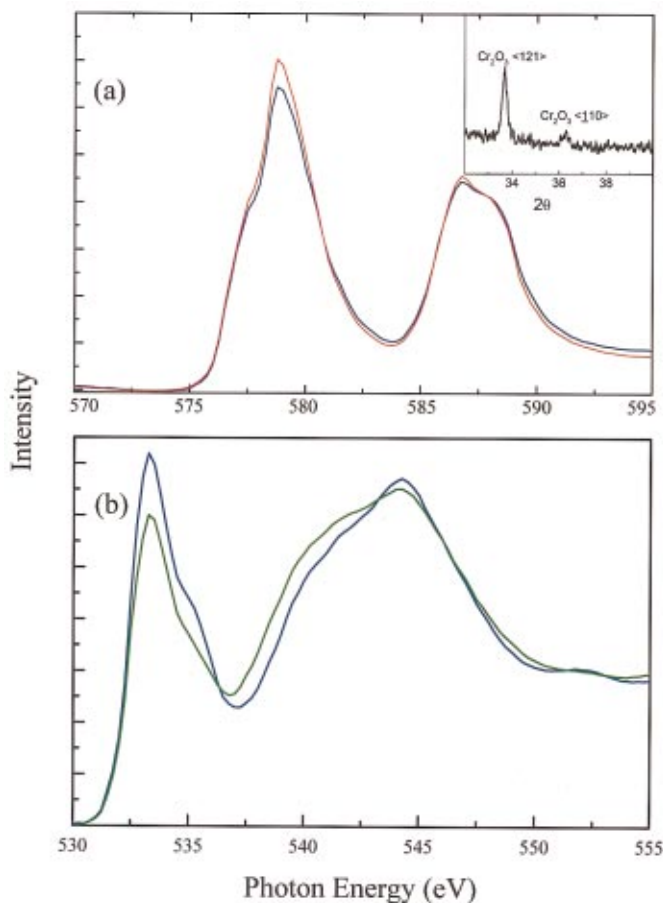 (a)
Cr₂O₃ <121>
Cr₂O₃ <110>
34 36 38
2θ
570 575 580 585 590 595
Intensity
(b)
530 535 540 545 550 555
Photon Energy (eV)